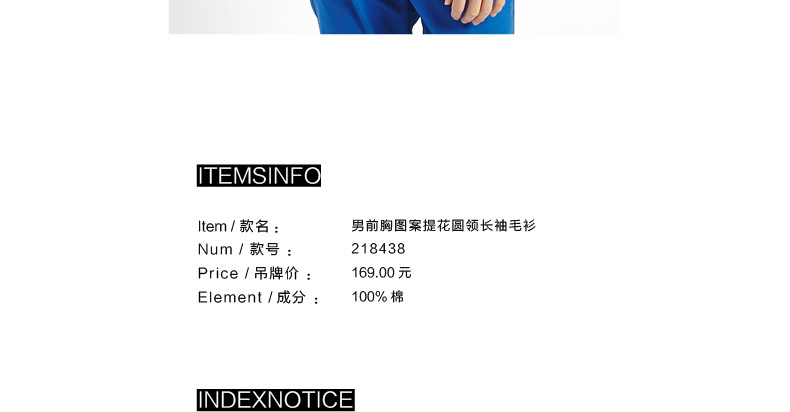 ITEMSINFO
Item / 款名： 男前胸图案提花圆领长袖毛衫
Num / 款号： 218438
Price / 吊牌价： 169.00 元
Element / 成分： 100% 棉
INDEXNOTICE